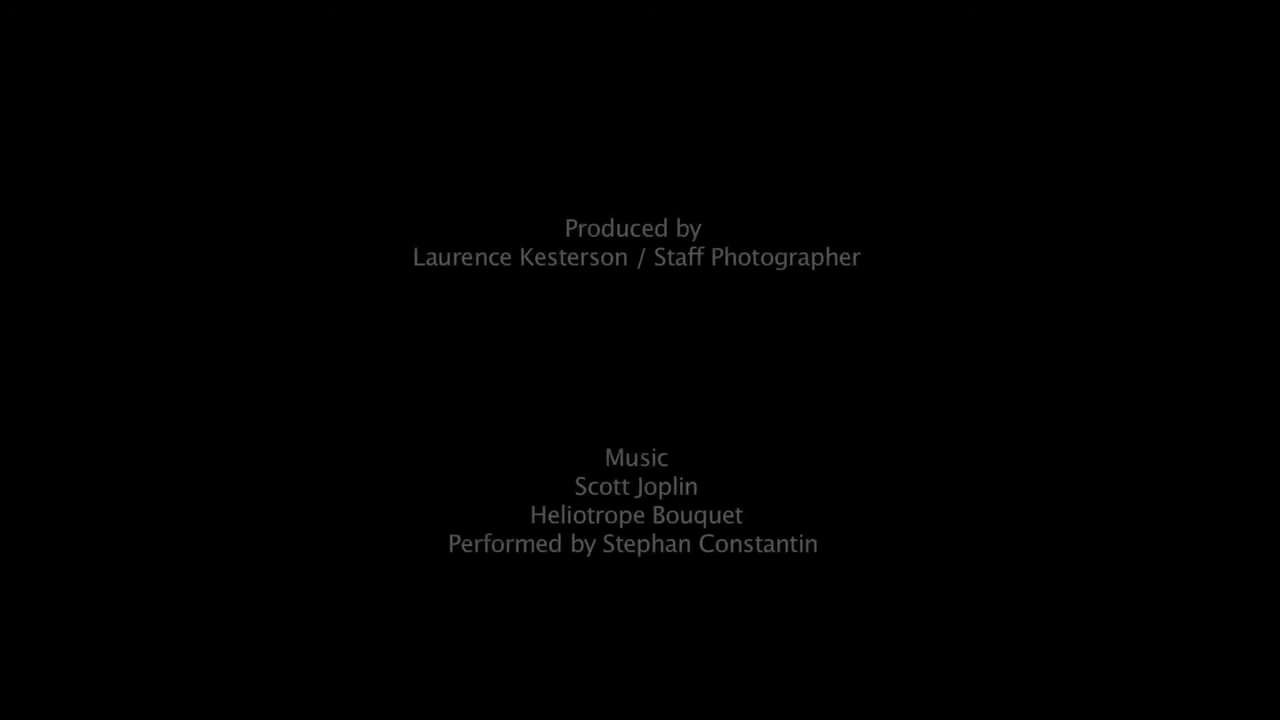 Produced by
Laurence Kesterson / Staff Photographer
Music
Scott Joplin
Heliotrope Bouquet
Performed by Stephan Constantin